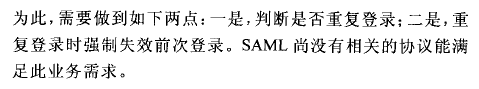 为此,需要做到如下两点:一是,判断是否重复登录;二是,重
复登录时强制失效前次登录。SAML 尚没有相关的协议能满
足此业务需求。